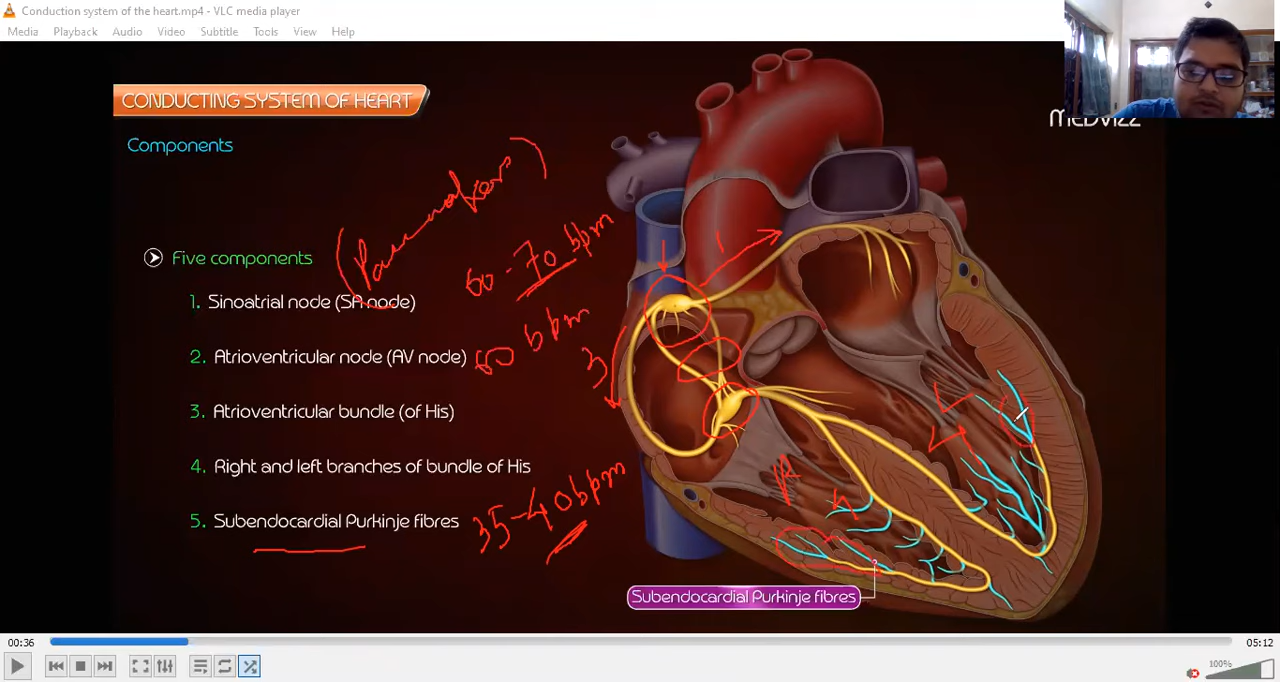 Conduction system of the heart.mp4 - VLC media player
Media Playback Audio Video Subtitle Tools View Help
CONDUCTING SYSTEM OF HEART
MEDVIZZ
Components
(Pacemaker)
60-70 bpm
Five components
1. Sinoatrial node (SA node)
2. Atrioventricular node (AV node)
bpm
3
3. Atrioventricular bundle (of His)
L
L
4. Right and left branches of bundle of His
R
5. Subendocardial Purkinje fibres
35-40bpm
Subendocardial Purkinje fibres
00:36
05:12
100%